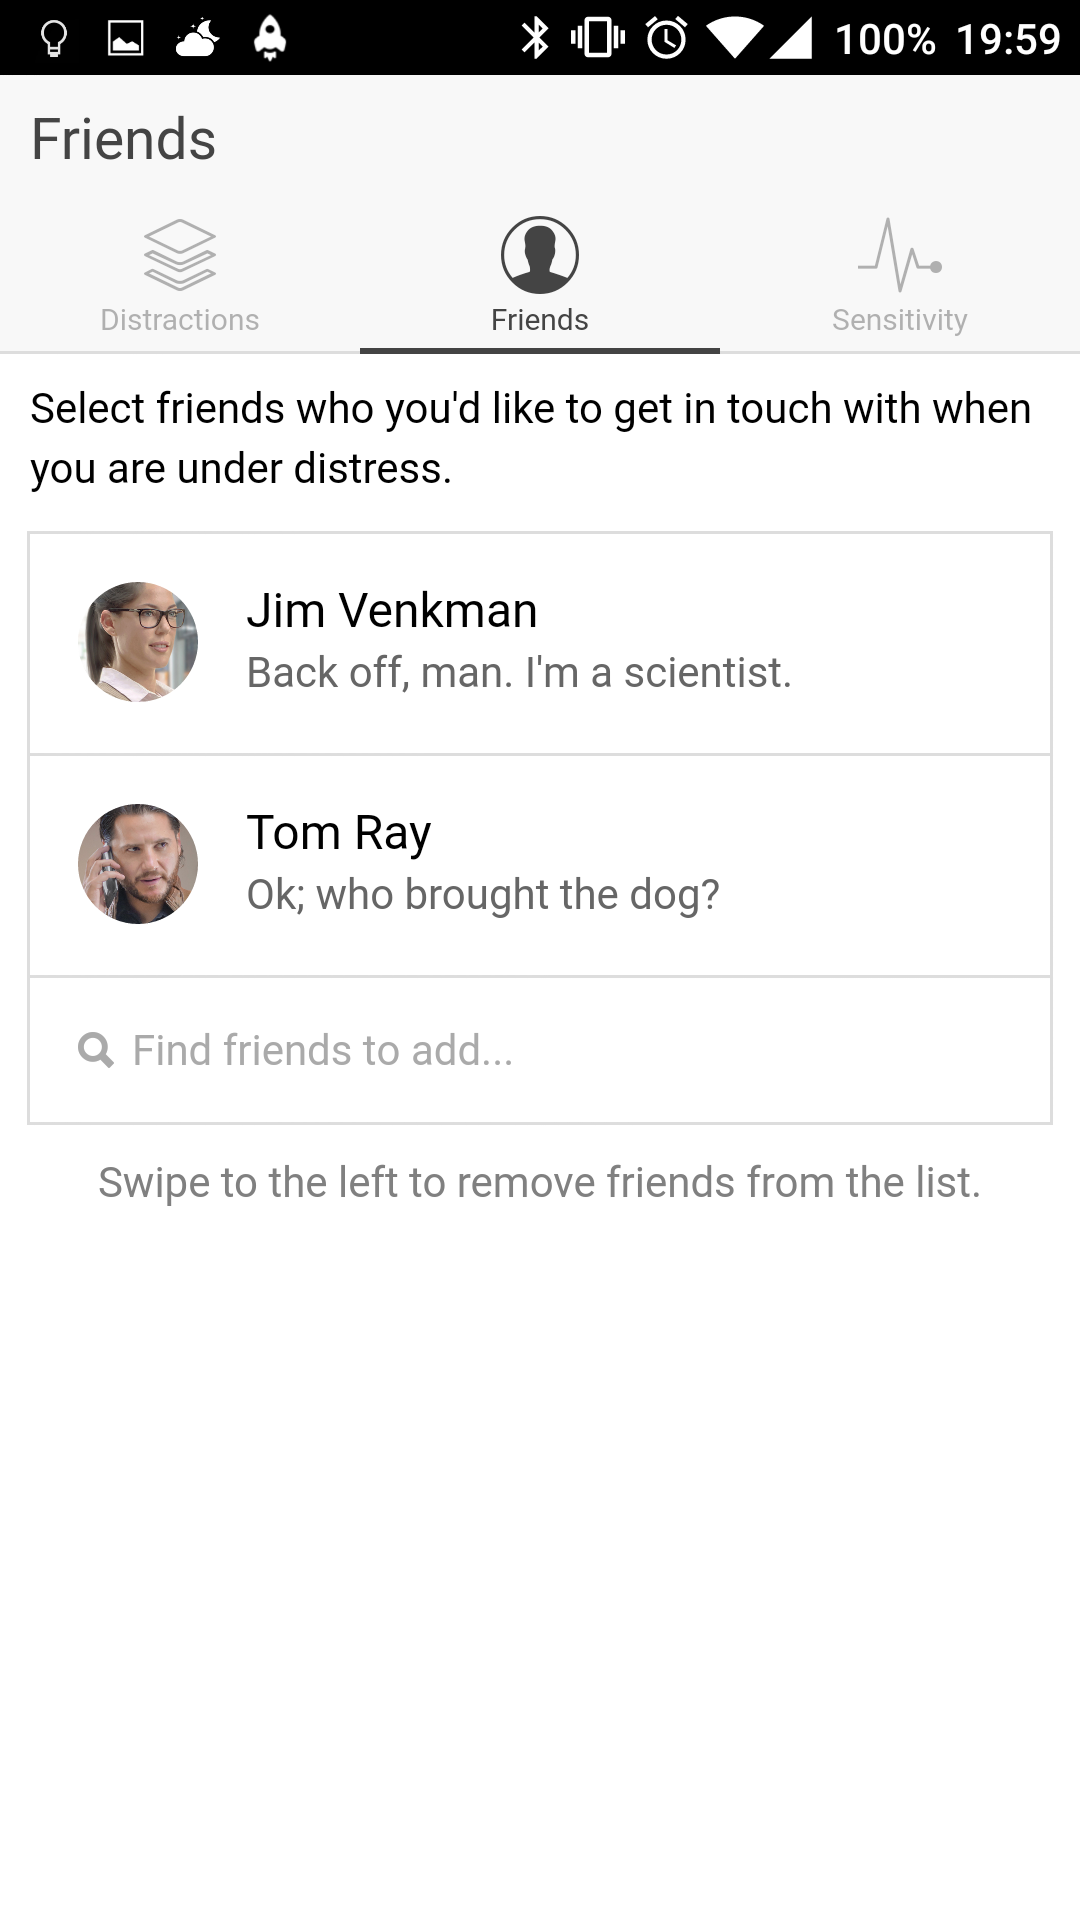 100% 19:59
Friends
Distractions
Friends
Sensitivity
Select friends who you'd like to get in touch with when
you are under distress.
Jim Venkman
Back off, man. I'm a scientist.
Tom Ray
Ok; who brought the dog?
Find friends to add...
Swipe to the left to remove friends from the list.